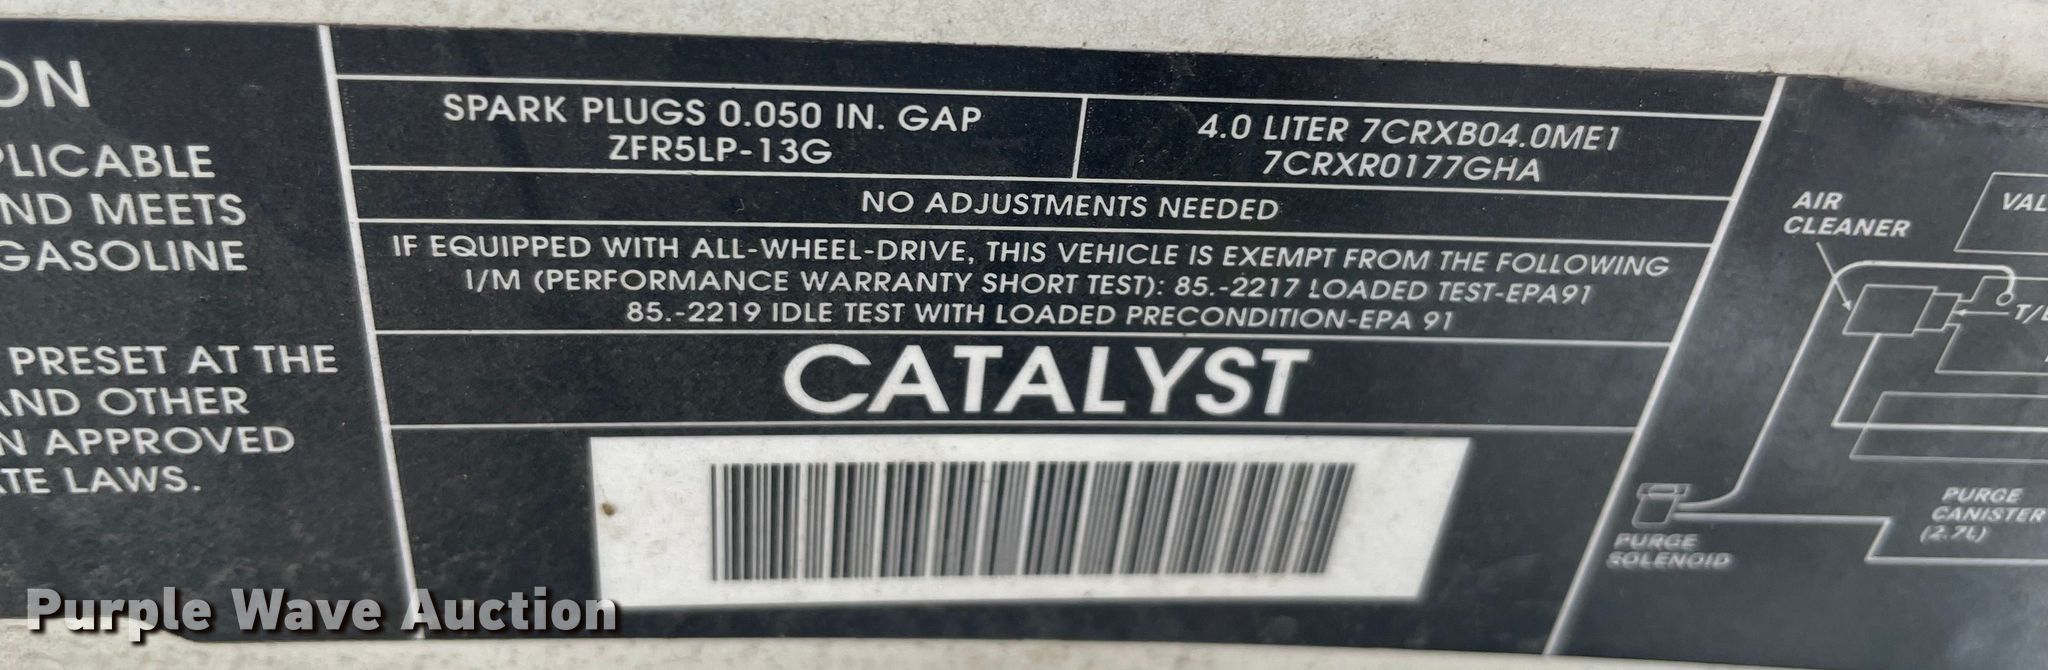 ON
PLICABLE
ND MEETS
GASOLINE
PRESET AT THE
AND OTHER
N APPROVED
TE LAWS.
SPARK PLUGS 0.050 IN. GAP
ZFR5LP-13G
4.0 LITER 7CRXB04.0ME1
7CRXR0177GHA
NO ADJUSTMENTS NEEDED
IF EQUIPPED WITH ALL-WHEEL-DRIVE, THIS VEHICLE IS EXEMPT FROM THE FOLLOWING
I/M (PERFORMANCE WARRANTY SHORT TEST): 85.-2217 LOADED TEST-EPA91
85.-2219 IDLE TEST WITH LOADED PRECONDITION-EPA 91
CATALYST
AIR
CLEANER
VAL
T/
PURGE
SOLENOID
PURGE
CANISTER
(2.7L)
Purple Wave Auction